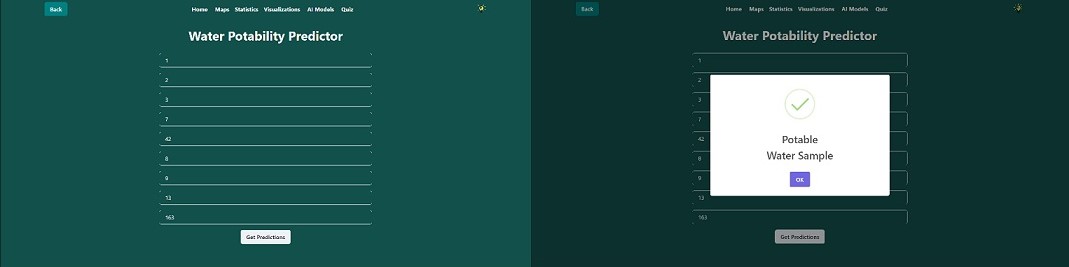 Back Home Maps Statistics Visualizations AI Models Quiz
Water Potability Predictor
1
2
3
7
42
8
9
13
163
Get Predictions
Back Home Maps Statistics Visualizations AI Models Quiz
Water Potability Predictor
1
2
3
7
42
8
9
13
163
Potable
Water Sample
OK
Get Predictions